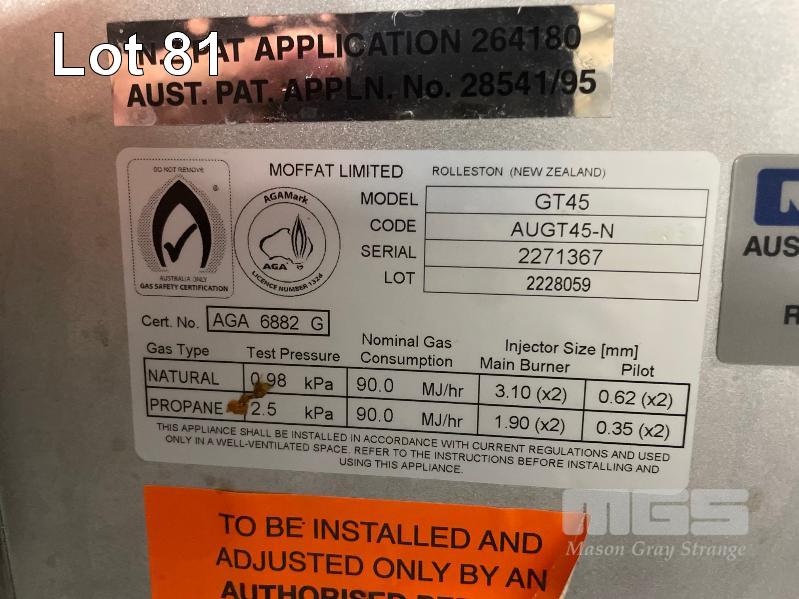 Lot 81
N.Z. PAT APPLICATION 264180
AUST. PAT. APPLN. No. 28541/95
DO NOT REMOVE
®
AUSTRALIA ONLY
GAS SAFETY CERTIFICATION
AGAMark
AGA
LICENCE NUMBER 1324
MOFFAT LIMITED ROLLESTON (NEW ZEALAND)
MODEL GT45
CODE AUGT45-N
SERIAL 2271367
LOT 2228059
Cert. No. AGA 6882 G
Gas Type Test Pressure Nominal Gas Consumption Injector Size [mm] Main Burner Pilot
NATURAL 0.98 kPa 90.0 MJ/hr 3.10 (x2) 0.62 (x2)
PROPANE 2.5 kPa 90.0 MJ/hr 1.90 (x2) 0.35 (x2)
THIS APPLIANCE SHALL BE INSTALLED IN ACCORDANCE WITH CURRENT REGULATIONS AND USED
ONLY IN A WELL-VENTILATED SPACE. REFER TO THE INSTRUCTIONS BEFORE INSTALLING AND
USING THIS APPLIANCE.
AUS
R
TO BE INSTALLED AND
ADJUSTED ONLY BY AN
AUTHORISED
MGS
Mason Gray Strange